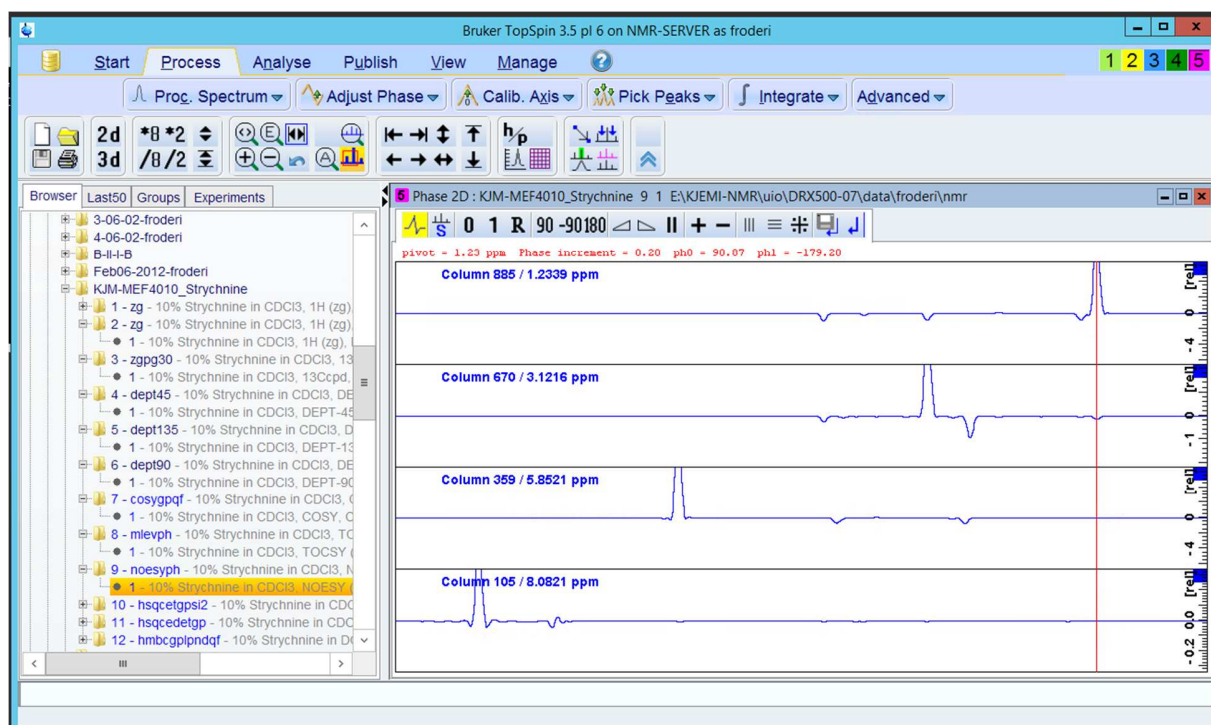 Bruker TopSpin 3.5 pl 6 on NMR-SERVER as froderi
Start Process Analyse Publish View Manage ? 1 2 3 4 5
Proc. Spectrum Adjust Phase Calib. Axis Pick Peaks Integrate Advanced
2d *8 *2 E h/p
3d /8 /2 A
Browser Last50 Groups Experiments
3-06-02-froderi
4-06-02-froderi
B-II-I-B
Feb06-2012-froderi
KJM-MEF4010_Strychnine
1 - zg - 10% Strychnine in CDCl3, 1H (zg),
2 - zg - 10% Strychnine in CDCl3, 1H (zg),
1 - 10% Strychnine in CDCl3, 1H (zg),
3 - zgpg30 - 10% Strychnine in CDCl3, 13
1 - 10% Strychnine in CDCl3, 13Ccpd,
4 - dept45 - 10% Strychnine in CDCl3, DE
1 - 10% Strychnine in CDCl3, DEPT-45
5 - dept135 - 10% Strychnine in CDCl3, D
1 - 10% Strychnine in CDCl3, DEPT-13
6 - dept90 - 10% Strychnine in CDCl3, DE
1 - 10% Strychnine in CDCl3, DEPT-90
7 - cosygpqf - 10% Strychnine in CDCl3, C
1 - 10% Strychnine in CDCl3, COSY, C
8 - mlevph - 10% Strychnine in CDCl3, TC
1 - 10% Strychnine in CDCl3, TOCSY (
9 - noesyph - 10% Strychnine in CDCl3, N
1 - 10% Strychnine in CDCl3, NOESY (
10 - hsqcetgpsi2 - 10% Strychnine in CDC
11 - hsqcedetgp - 10% Strychnine in CDC
12 - hmbcgplpndqf - 10% Strychnine in D
5 Phase 2D : KJM-MEF4010_Strychnine 9 1 E:\KJEMI-NMR\uio\DRX500-07\data\froderi\nmr
S 0 1 R 90 -90 180 + -
pivot = 1.23 ppm Phase increment = 0.20 ph0 = 90.07 ph1 = -179.20
Column 885 / 1.2339 ppm
[rel]
0
- 4
Column 670 / 3.1216 ppm
[rel]
0
- 1
Column 359 / 5.8521 ppm
[rel]
0
- 4
Column 105 / 8.0821 ppm
[rel]
0.0
- 0.2